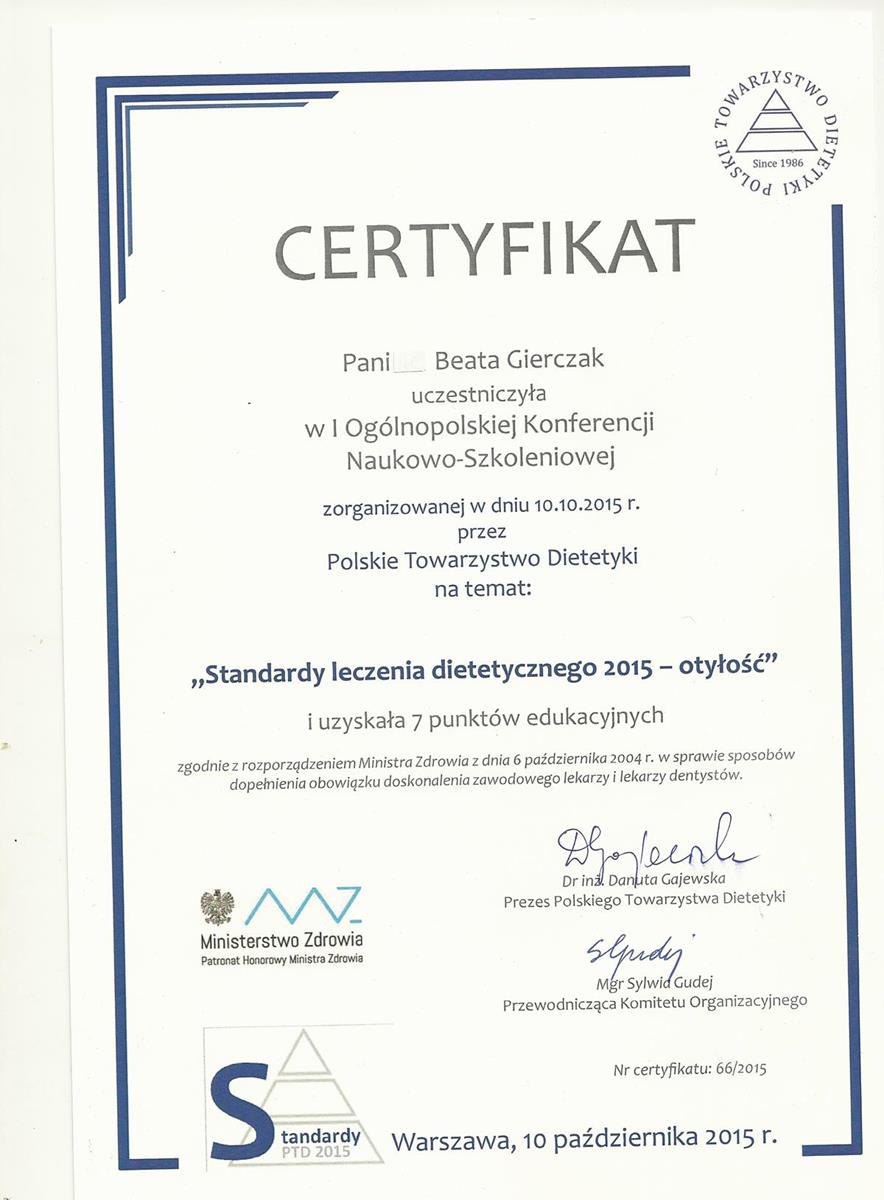 POLSKIE TOWARZYSTWO DIETETYKI
Since 1986
CERTYFIKAT
Pani Beata Gierczak
uczestniczyła
w I Ogólnopolskiej Konferencji
Naukowo-Szkoleniowej
zorganizowanej w dniu 10.10.2015 r.
przez
Polskie Towarzystwo Dietetyki
na temat:
„Standardy leczenia dietetycznego 2015 – otyłość”
i uzyskała 7 punktów edukacyjnych
zgodnie z rozporządzeniem Ministra Zdrowia z dnia 6 października 2004 r. w sprawie sposobów
dopełnienia obowiązku doskonalenia zawodowego lekarzy i lekarzy dentystów.
Dr inż. Danuta Gajewska
Prezes Polskiego Towarzystwa Dietetyki
MZ
Ministerstwo Zdrowia
Patronat Honorowy Ministra Zdrowia
Mgr Sylwia Gudej
Przewodnicząca Komitetu Organizacyjnego
Nr certyfikatu: 66/2015
Standardy
PTD 2015
Warszawa, 10 października 2015 r.